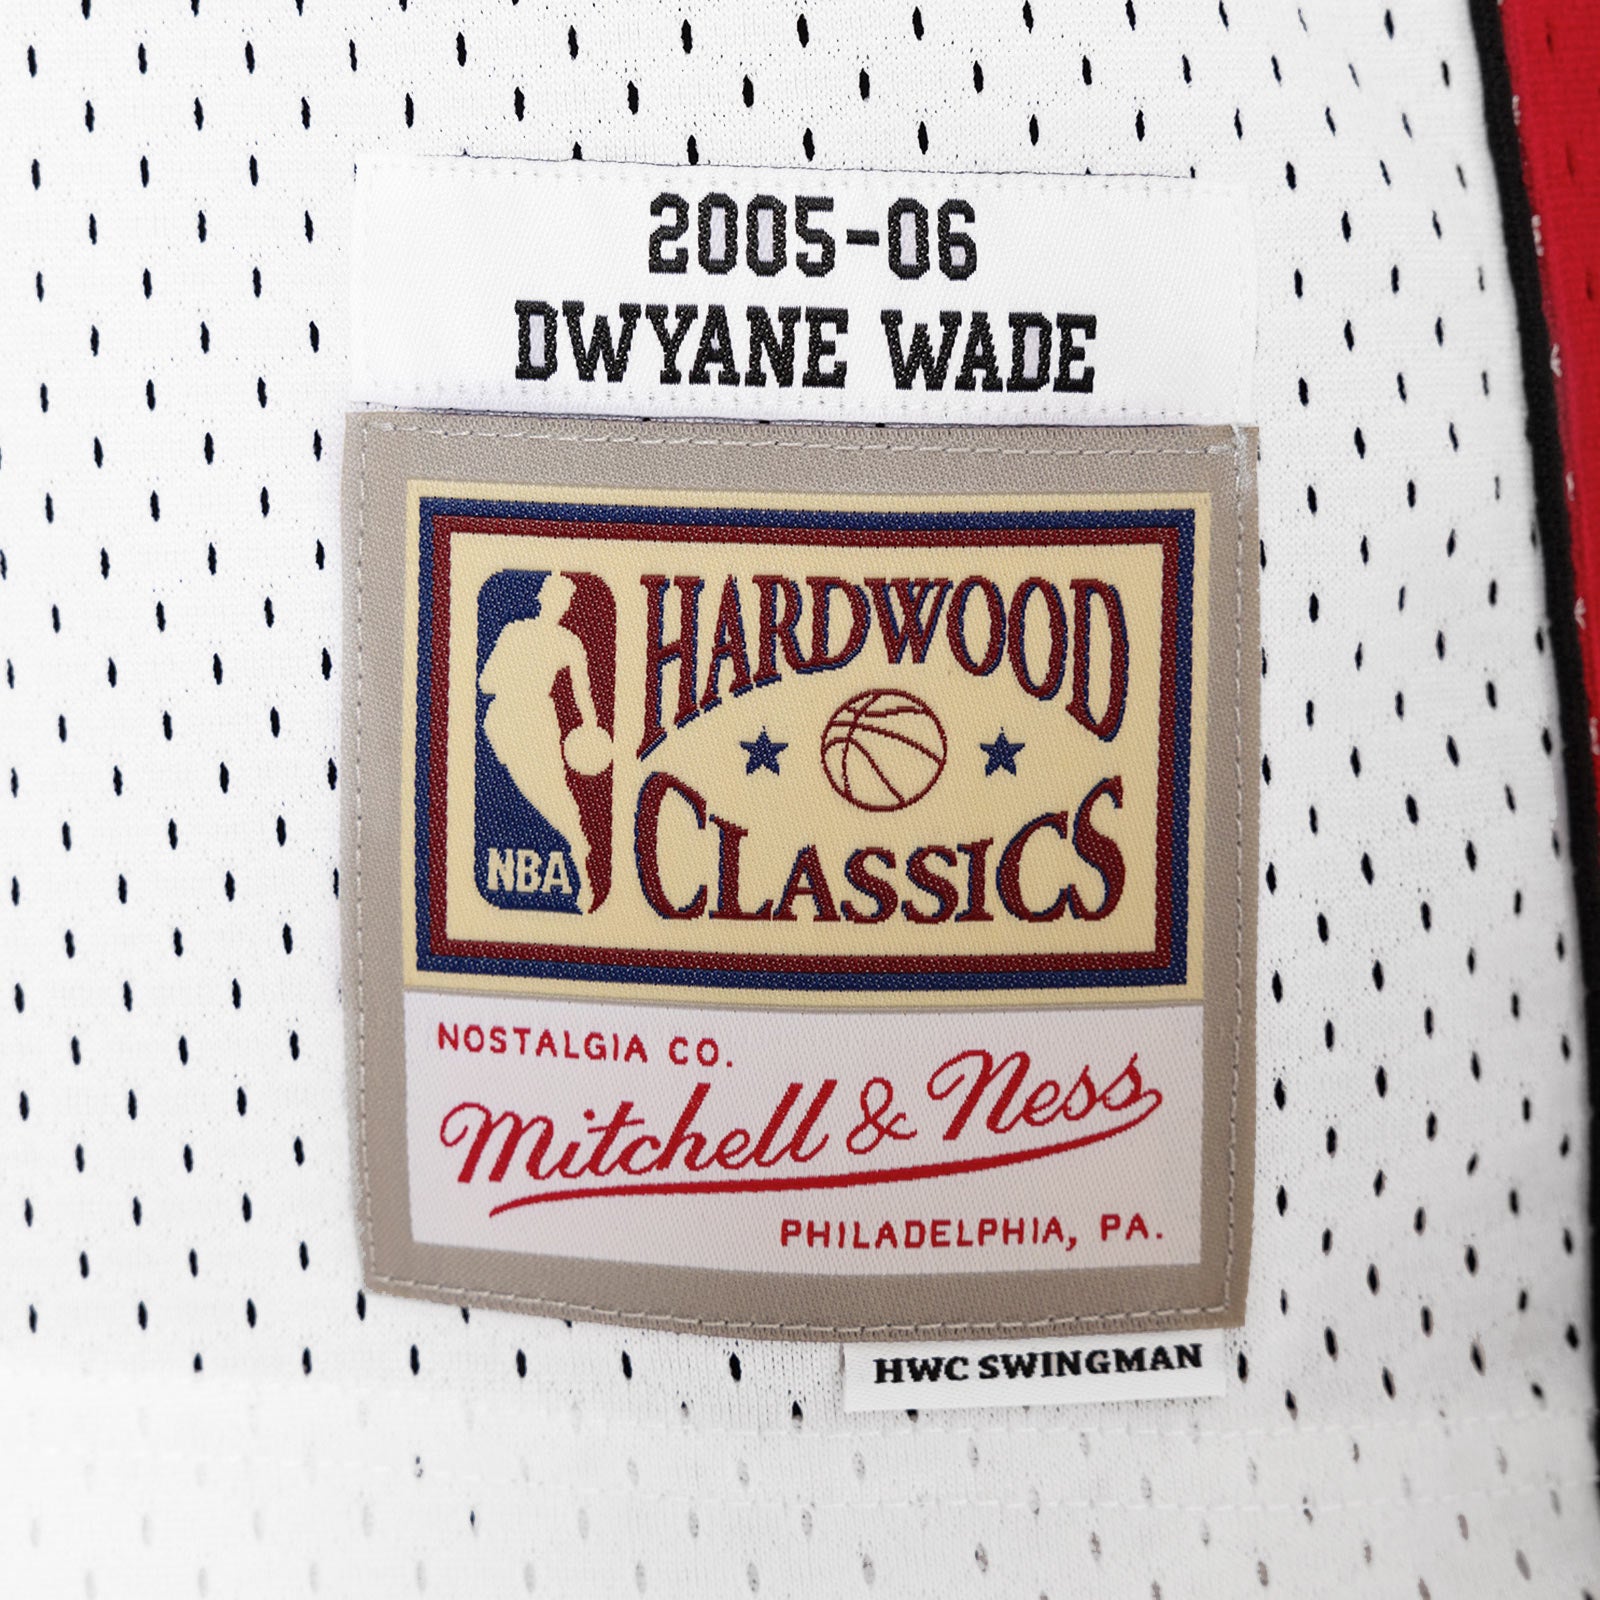 2005-06
DWYANE WADE
HARDWOOD
CLASSICS
NBA
NOSTALGIA CO.
Mitchell & Ness
PHILADELPHIA, PA.
HWC SWINGMAN